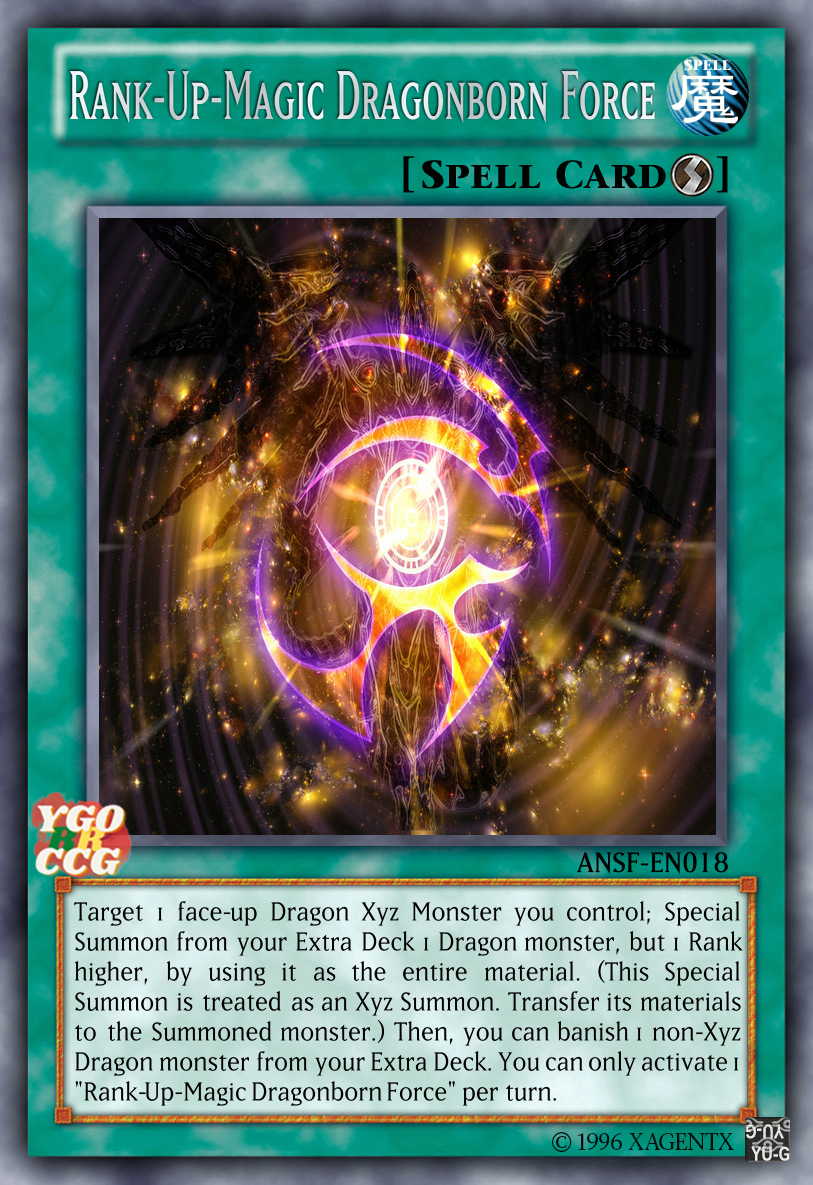 Rank-Up-Magic Dragonborn Force
SPELL
魔
[Spell Card]
YGO
CCG
ANSF-EN018
Target 1 face-up Dragon Xyz Monster you control; Special
Summon from your Extra Deck 1 Dragon monster, but 1 Rank
higher, by using it as the entire material. (This Special
Summon is treated as an Xyz Summon. Transfer its materials
to the Summoned monster.) Then, you can banish 1 non-Xyz
Dragon monster from your Extra Deck. You can only activate 1
"Rank-Up-Magic Dragonborn Force" per turn.
© 1996 XAGENTX
YU-G